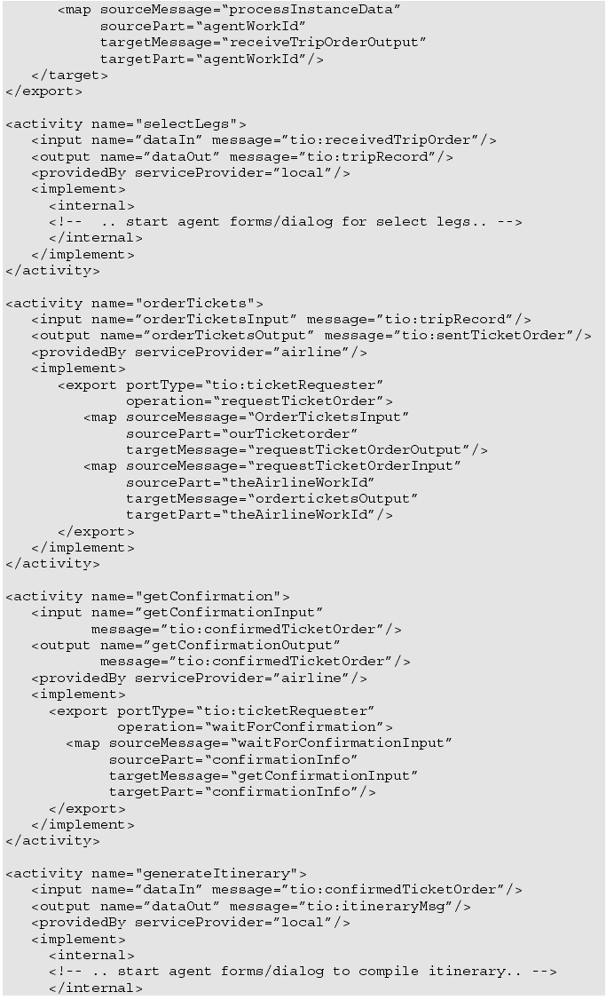 <map sourceMessage=“processInstanceData”
sourcePart=“agentWorkId”
targetMessage=“receiveTripOrderOutput”
targetPart=“agentWorkId”/>
</target>
</export>
<activity name="selectLegs">
<input name=”dataIn” message=”tio:receivedTripOrder”/>
<output name=”dataOut” message=”tio:tripRecord”/>
<providedBy serviceProvider=”local”/>
<implement>
<internal>
<!--  .. start agent forms/dialog for select legs.. -->
</internal>
</implement>
</activity>
<activity name="orderTickets">
<input name=”orderTicketsInput” message=”tio:tripRecord”/>
<output name=”orderTicketsOutput” message=”tio:sentTicketOrder”/>
<providedBy serviceProvider=”airline”/>
<implement>
<export portType=“tio:ticketRequester”
operation=“requestTicketOrder”>
<map sourceMessage=“OrderTicketsInput”
sourcePart=“ourTicketorder”
targetMessage=“requestTicketOrderOutput”/>
<map sourceMessage=“requestTicketOrderInput”
sourcePart=“theAirlineWorkId”
targetMessage=“orderticketsOutput”
targetPart=“theAirlineWorkId”/>
</export>
</implement>
</activity>
<activity name="getConfirmation">
<input name=”getConfirmationInput”
message=”tio:confirmedTicketOrder”/>
<output name=”getConfirmationOutput”
message=”tio:confirmedTicketOrder”/>
<providedBy serviceProvider=”airline”/>
<implement>
<export portType=“tio:ticketRequester”
operation=“waitForConfirmation”>
<map sourceMessage=“waitForConfirmationInput”
sourcePart=“confirmationInfo”
targetMessage=“getConfirmationInput”
targetPart=“confirmationInfo”/>
</export>
</implement>
</activity>
<activity name="generateItinerary">
<input name=”dataIn” message=”tio:confirmedTicketOrder”/>
<output name=”dataOut” message=”tio:itineraryMsg”/>
<providedBy serviceProvider=”local”/>
<implement>
<internal>
<!-- .. start agent forms/dialog to compile itinerary.. -->
</internal>